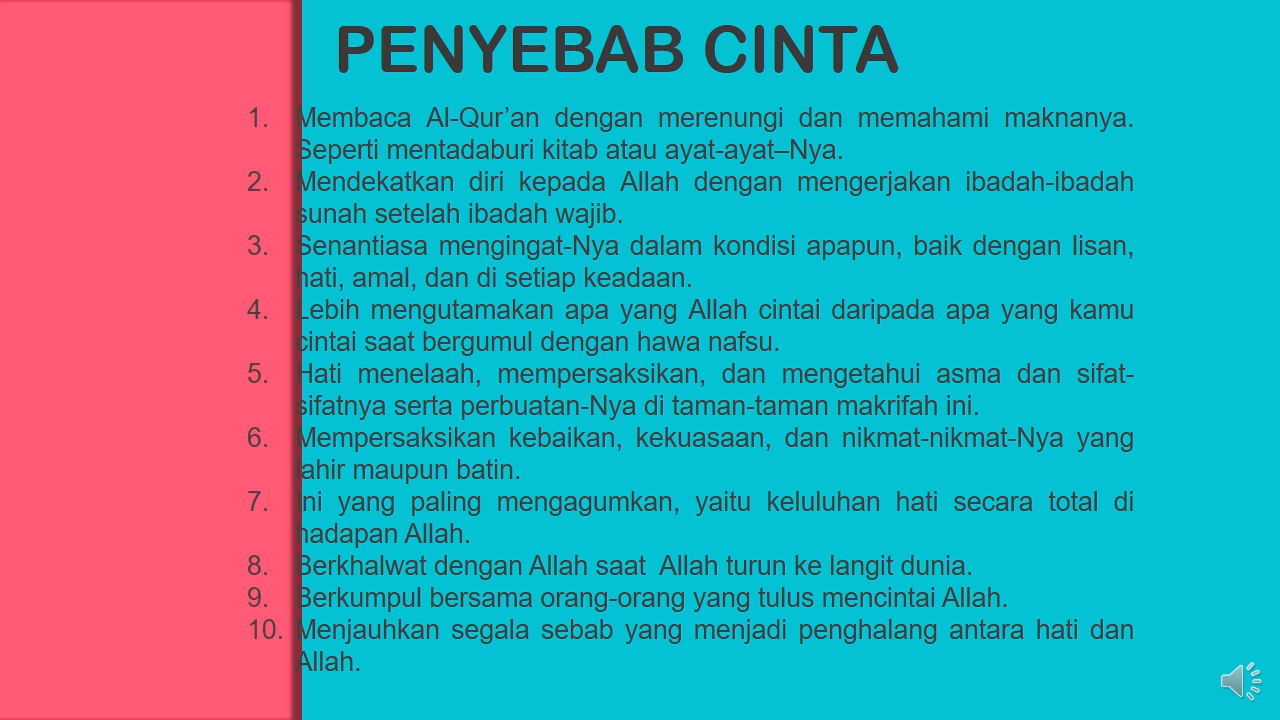 PENYEBAB CINTA
1. Membaca Al-Qur’an dengan merenungi dan memahami maknanya.
Seperti mentadaburi kitab atau ayat-ayat–Nya.
2. Mendekatkan diri kepada Allah dengan mengerjakan ibadah-ibadah
sunah setelah ibadah wajib.
3. Senantiasa mengingat-Nya dalam kondisi apapun, baik dengan lisan,
hati, amal, dan di setiap keadaan.
4. Lebih mengutamakan apa yang Allah cintai daripada apa yang kamu
cintai saat bergumul dengan hawa nafsu.
5. Hati menelaah, mempersaksikan, dan mengetahui asma dan sifat-
sifatnya serta perbuatan-Nya di taman-taman makrifah ini.
6. Mempersaksikan kebaikan, kekuasaan, dan nikmat-nikmat-Nya yang
lahir maupun batin.
7. Ini yang paling mengagumkan, yaitu keluluhan hati secara total di
hadapan Allah.
8. Berkhalwat dengan Allah saat  Allah turun ke langit dunia.
9. Berkumpul bersama orang-orang yang tulus mencintai Allah.
10. Menjauhkan segala sebab yang menjadi penghalang antara hati dan
Allah.